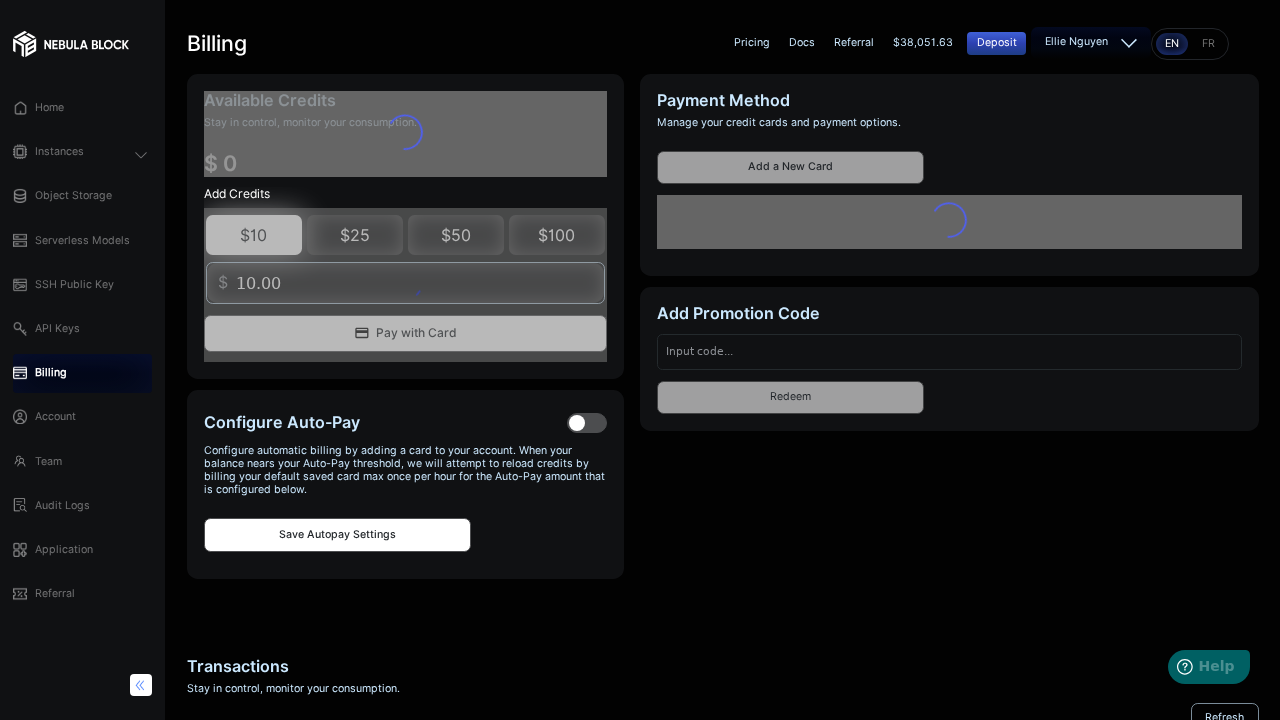 NEBULA BLOCK
Home
Instances
Object Storage
Serverless Models
SSH Public Key
API Keys
Billing
Account
Team
Audit Logs
Application
Referral
Billing
Pricing
Docs
Referral
$38,051.63
Deposit
Ellie Nguyen
EN
FR
Available Credits
Stay in control, monitor your consumption.
$ 0
Add Credits
$10
$25
$50
$100
$ 10.00
Pay with Card
Configure Auto-Pay
Configure automatic billing by adding a card to your account. When your
balance nears your Auto-Pay threshold, we will attempt to reload credits by
billing your default saved card max once per hour for the Auto-Pay amount that
is configured below.
Save Autopay Settings
Payment Method
Manage your credit cards and payment options.
Add a New Card
Add Promotion Code
Input code...
Redeem
Transactions
Stay in control, monitor your consumption.
Help
Refresh